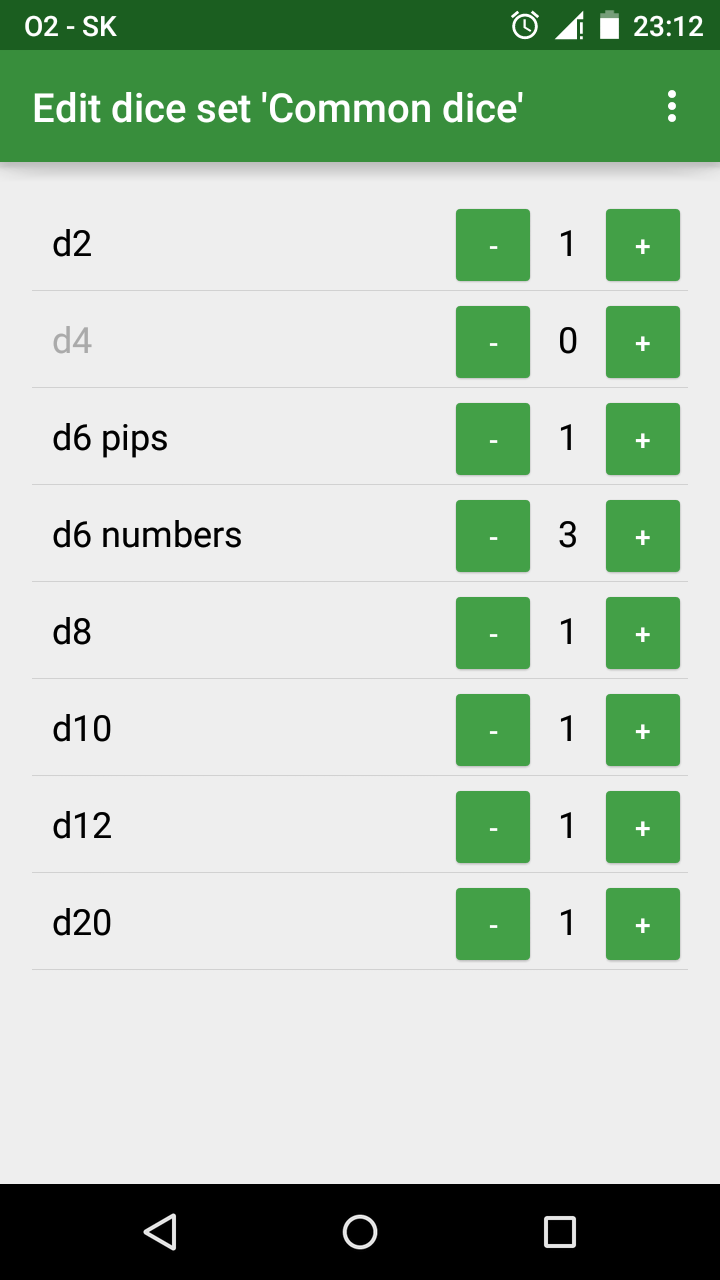 O2 - SK 23:12
Edit dice set 'Common dice'
d2 - 1 +
d4 - 0 +
d6 pips - 1 +
d6 numbers - 3 +
d8 - 1 +
d10 - 1 +
d12 - 1 +
d20 - 1 +